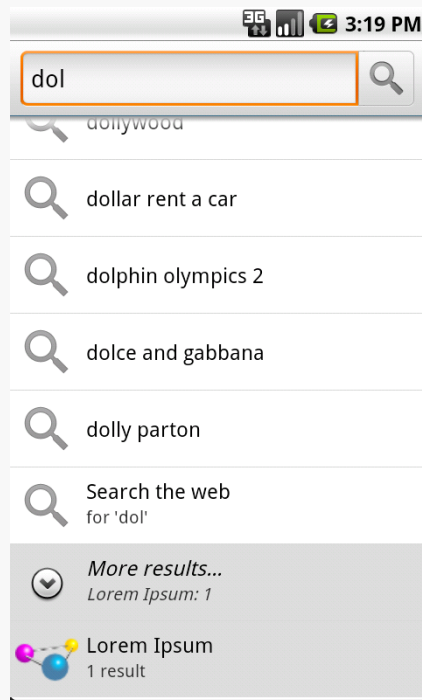 3G 3:19 PM
dol
dollywood
dollar rent a car
dolphin olympics 2
dolce and gabbana
dolly parton
Search the web
for 'dol'
More results...
Lorem Ipsum: 1
Lorem Ipsum
1 result